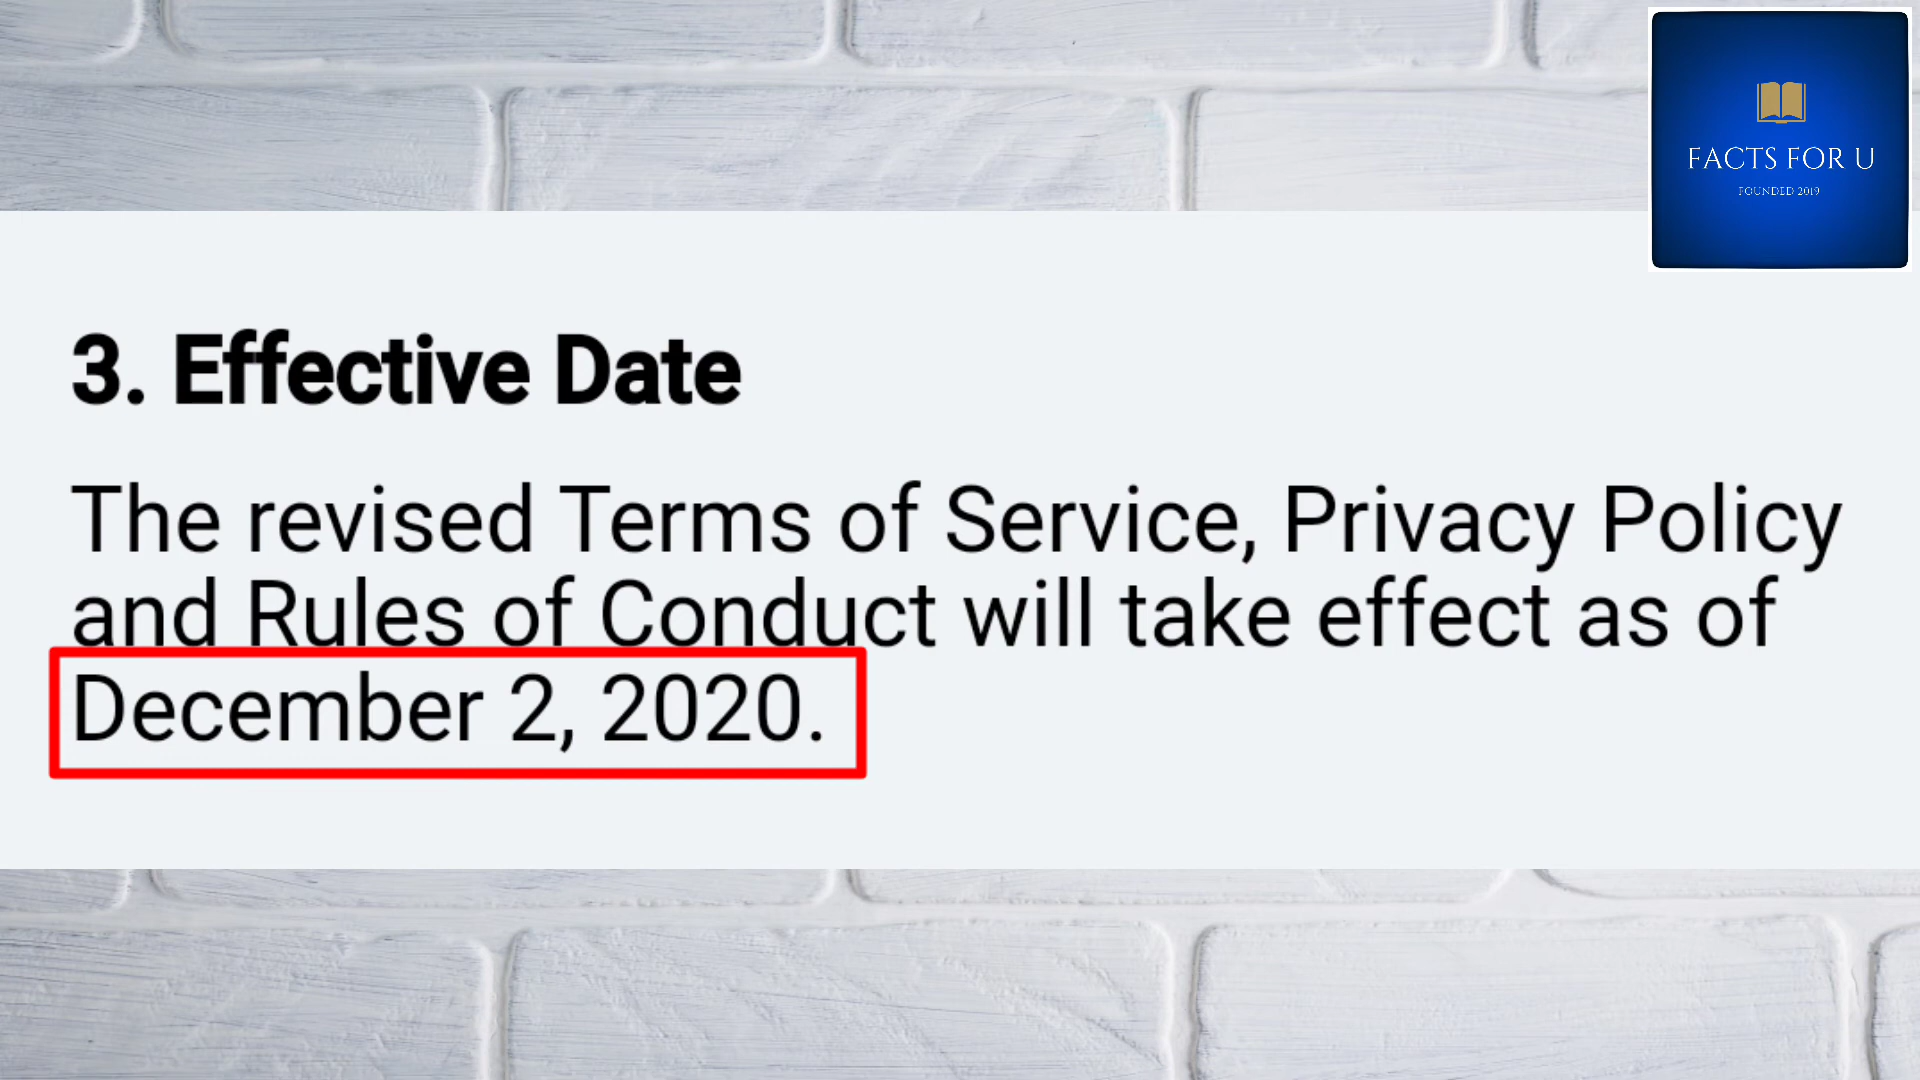 FACTS FOR U
FOUNDED 2019
3. Effective Date
The revised Terms of Service, Privacy Policy
and Rules of Conduct will take effect as of
December 2, 2020.